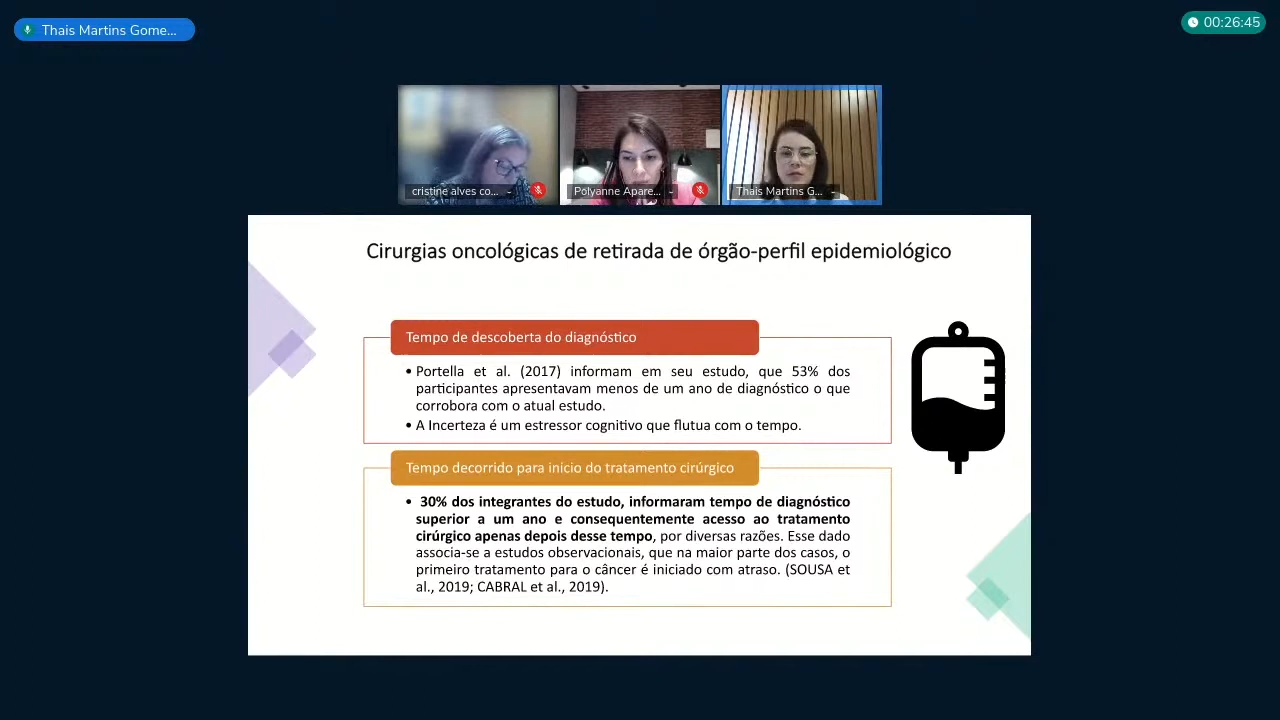 Thais Martins Gome...
00:26:45
cristine alves co...
Polyanne Apare...
Thais Martins G...
Cirurgias oncológicas de retirada de órgão-perfil epidemiológico
Tempo de descoberta do diagnóstico
• Portella et al. (2017) informam em seu estudo, que 53% dos
participantes apresentavam menos de um ano de diagnóstico o que
corrobora com o atual estudo.
• A Incerteza é um estressor cognitivo que flutua com o tempo.
Tempo decorrido para inicio do tratamento cirúrgico
• 30% dos integrantes do estudo, informaram tempo de diagnóstico
superior a um ano e consequentemente acesso ao tratamento
cirúrgico apenas depois desse tempo, por diversas razões. Esse dado
associa-se a estudos observacionais, que na maior parte dos casos, o
primeiro tratamento para o câncer é iniciado com atraso. (SOUSA et
al., 2019; CABRAL et al., 2019).